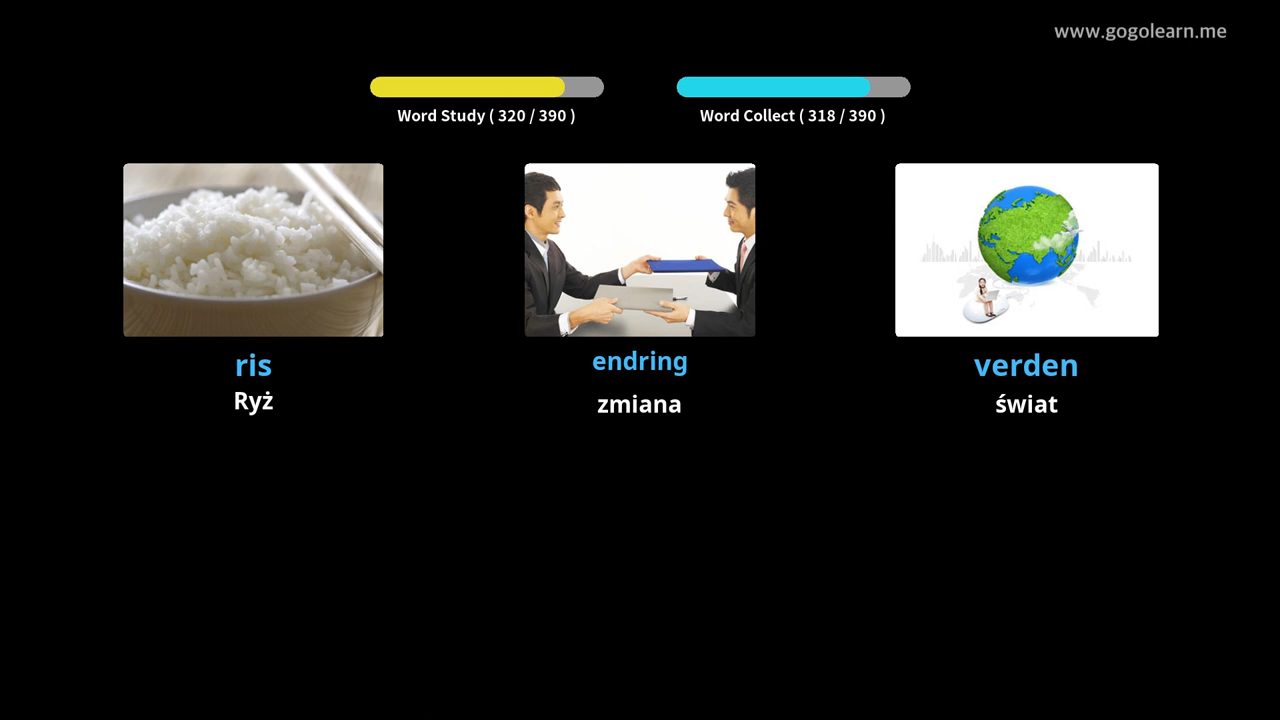 www.gogolearn.me
Word Study ( 320 / 390 )
Word Collect ( 318 / 390 )
ris
endring
verden
Ryż
zmiana
świat